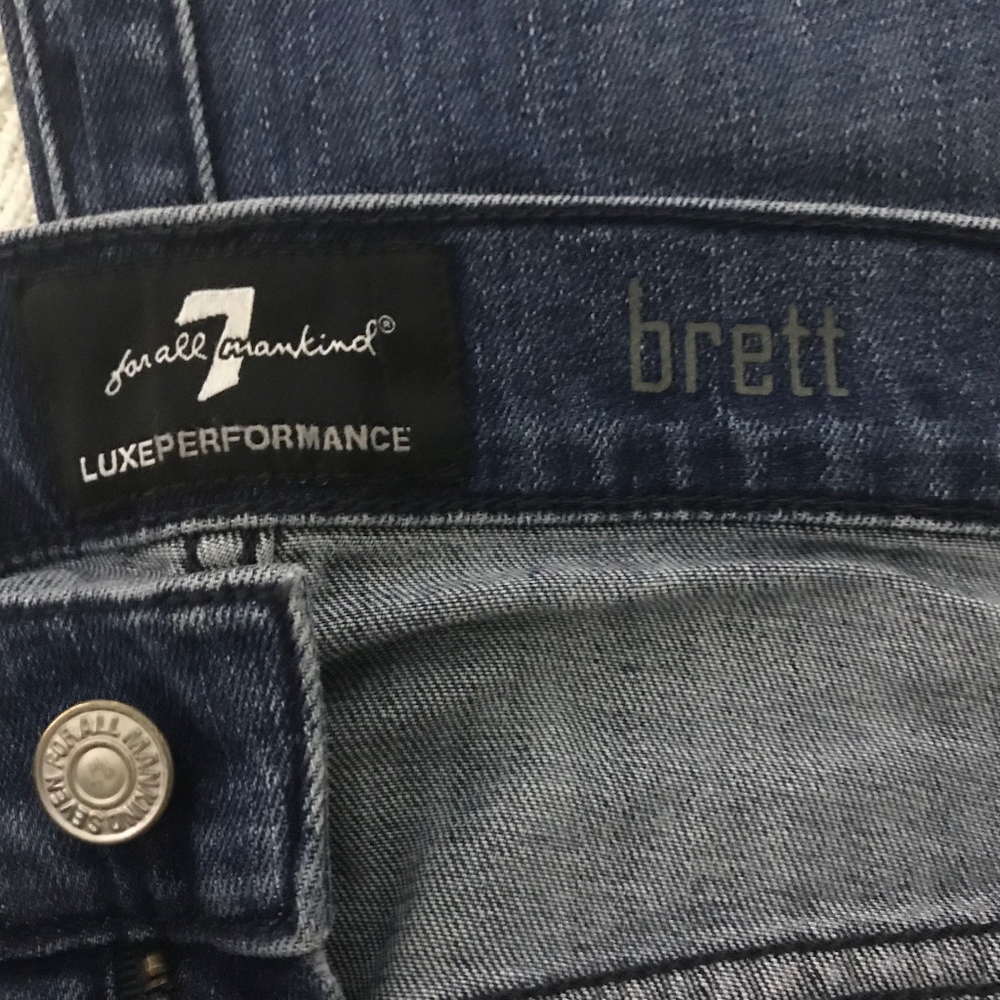 7
for all mankind®
LUXEPERFORMANCE
brett
SEVEN FOR ALL MANKIND